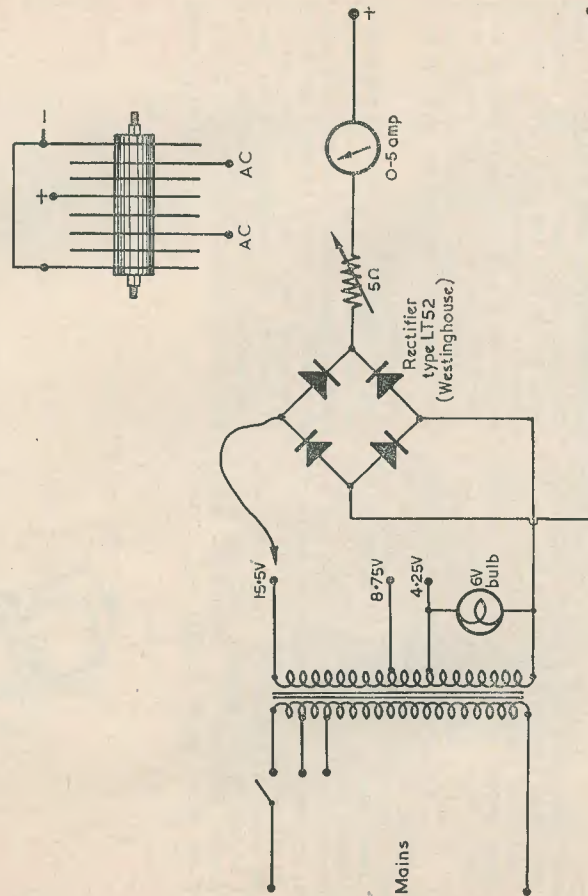 −
+
AC
AC
+
0-5 amp
5Ω
Rectifier
type LT52
(Westinghouse)
15·5V
8·75V
4·25V
6V
bulb
Mains